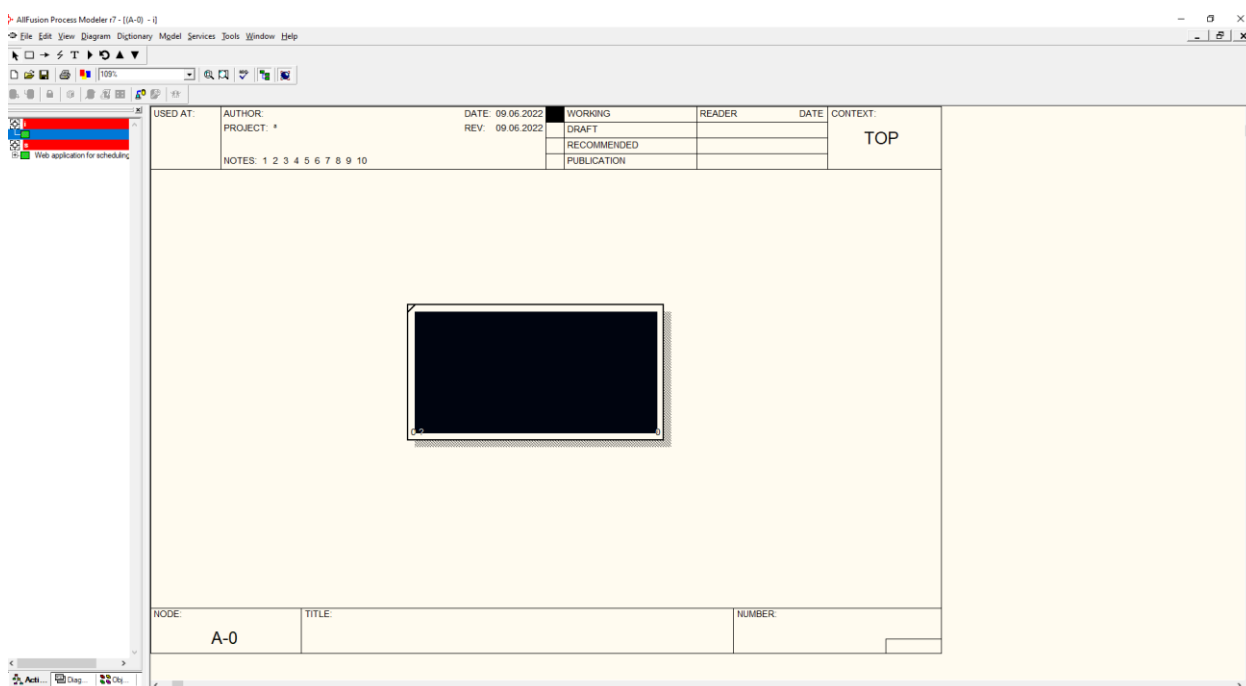 AllFusion Process Modeler r7 - [(A-0) - i]
File Edit View Diagram Dictionary Model Services Tools Window Help
109%
USED AT:
AUTHOR:
DATE: 09.06.2022
WORKING
READER
DATE
CONTEXT:
PROJECT:
REV: 09.06.2022
DRAFT
TOP
RECOMMENDED
NOTES: 1 2 3 4 5 6 7 8 9 10
PUBLICATION
Web application for scheduling
0
?
0
NODE:
TITLE:
NUMBER:
A-0
Acti...
Diag...
Obj...